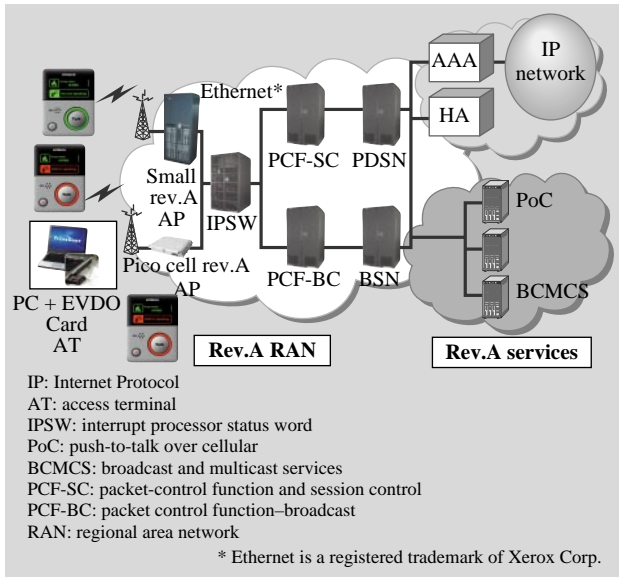 AAA
IP
network
Ethernet*
HA
PCF-SC
PDSN
Small
rev.A
AP
IPSW
PoC
Pico cell rev.A
AP
PCF-BC
BSN
BCMCS
PC + EVDO
Card
AT
Rev.A RAN
Rev.A services
IP: Internet Protocol
AT: access terminal
IPSW: interrupt processor status word
PoC: push-to-talk over cellular
BCMCS: broadcast and multicast services
PCF-SC: packet-control function and session control
PCF-BC: packet control function–broadcast
RAN: regional area network
* Ethernet is a registered trademark of Xerox Corp.